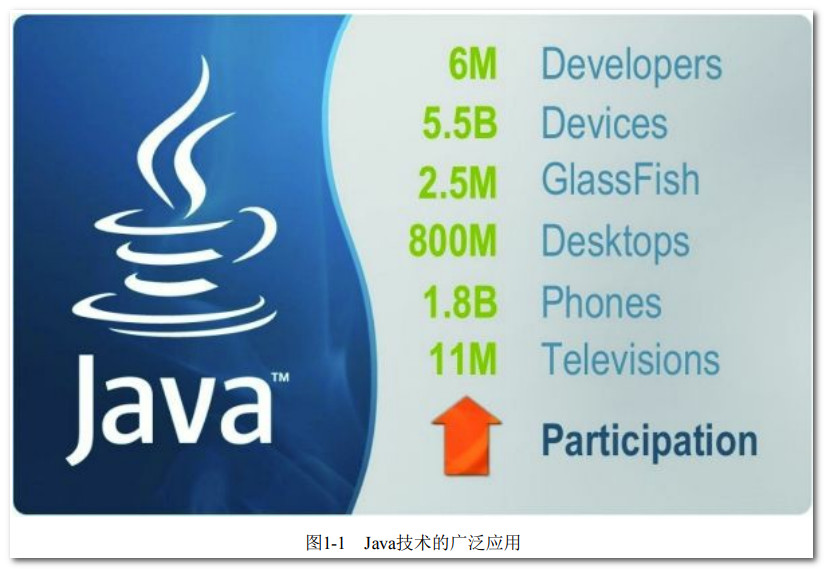 6M Developers
5.5B Devices
2.5M GlassFish
800M Desktops
1.8B Phones
11M Televisions
Participation
Java™
图1-1 Java技术的广泛应用